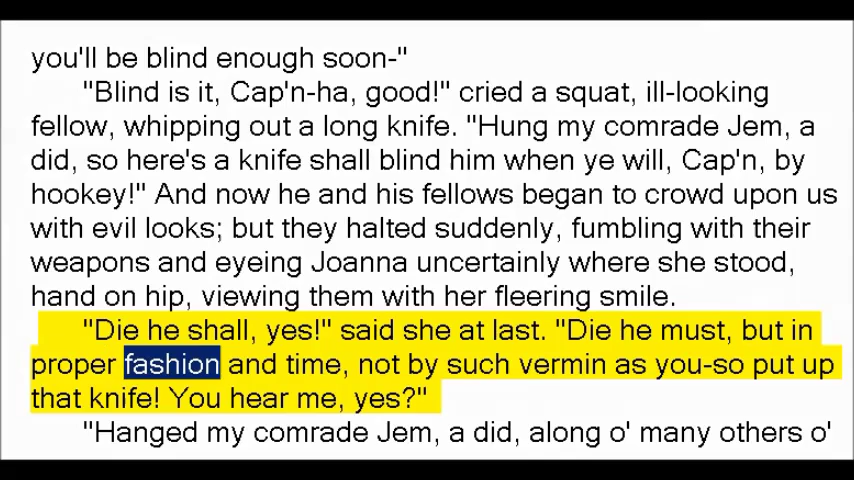 you'll be blind enough soon-"
"Blind is it, Cap'n-ha, good!" cried a squat, ill-looking
fellow, whipping out a long knife. "Hung my comrade Jem, a
did, so here's a knife shall blind him when ye will, Cap'n, by
hookey!" And now he and his fellows began to crowd upon us
with evil looks; but they halted suddenly, fumbling with their
weapons and eyeing Joanna uncertainly where she stood,
hand on hip, viewing them with her fleering smile.
"Die he shall, yes!" said she at last. "Die he must, but in
proper fashion and time, not by such vermin as you-so put up
that knife! You hear me, yes?"
"Hanged my comrade Jem, a did, along o' many others o'